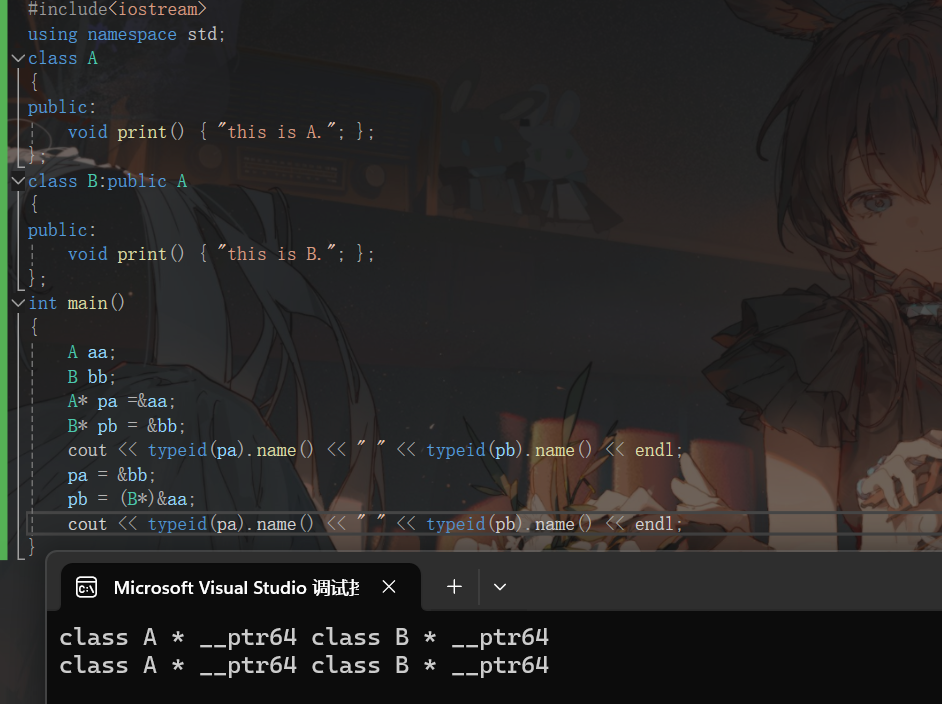 #include<iostream>
using namespace std;
class A
{
public:
void print() { "this is A."; };
};
class B:public A
{
public:
void print() { "this is B."; };
};
int main()
{
A aa;
B bb;
A* pa =&aa;
B* pb = &bb;
cout << typeid(pa).name() << " " << typeid(pb).name() << endl;
pa = &bb;
pb = (B*)&aa;
cout << typeid(pa).name() << " " << typeid(pb).name() << endl;
}
Microsoft Visual Studio 调试
class A * __ptr64 class B * __ptr64
class A * __ptr64 class B * __ptr64